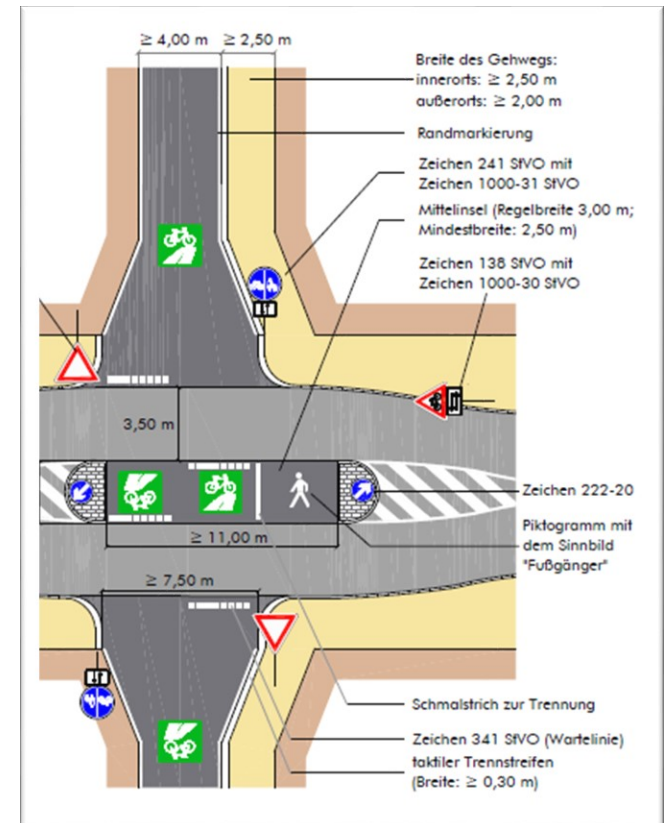 ≥ 4,00 m
≥ 2,50 m
Breite des Gehwegs:
innerorts: ≥ 2,50 m
außerorts: ≥ 2,00 m
Randmarkierung
Zeichen 241 StVO mit
Zeichen 1000-31 StVO
Mittelinsel (Regelbreite 3,00 m;
Mindestbreite: 2,50 m)
Zeichen 138 StVO mit
Zeichen 1000-30 StVO
3,50 m
Zeichen 222-20
Piktogramm mit
dem Sinnbild
"Fußgänger"
≥ 11,00 m
≥ 7,50 m
Schmalstrich zur Trennung
Zeichen 341 StVO (Wartelinie)
taktiler Trennstreifen
(Breite: ≥ 0,30 m)